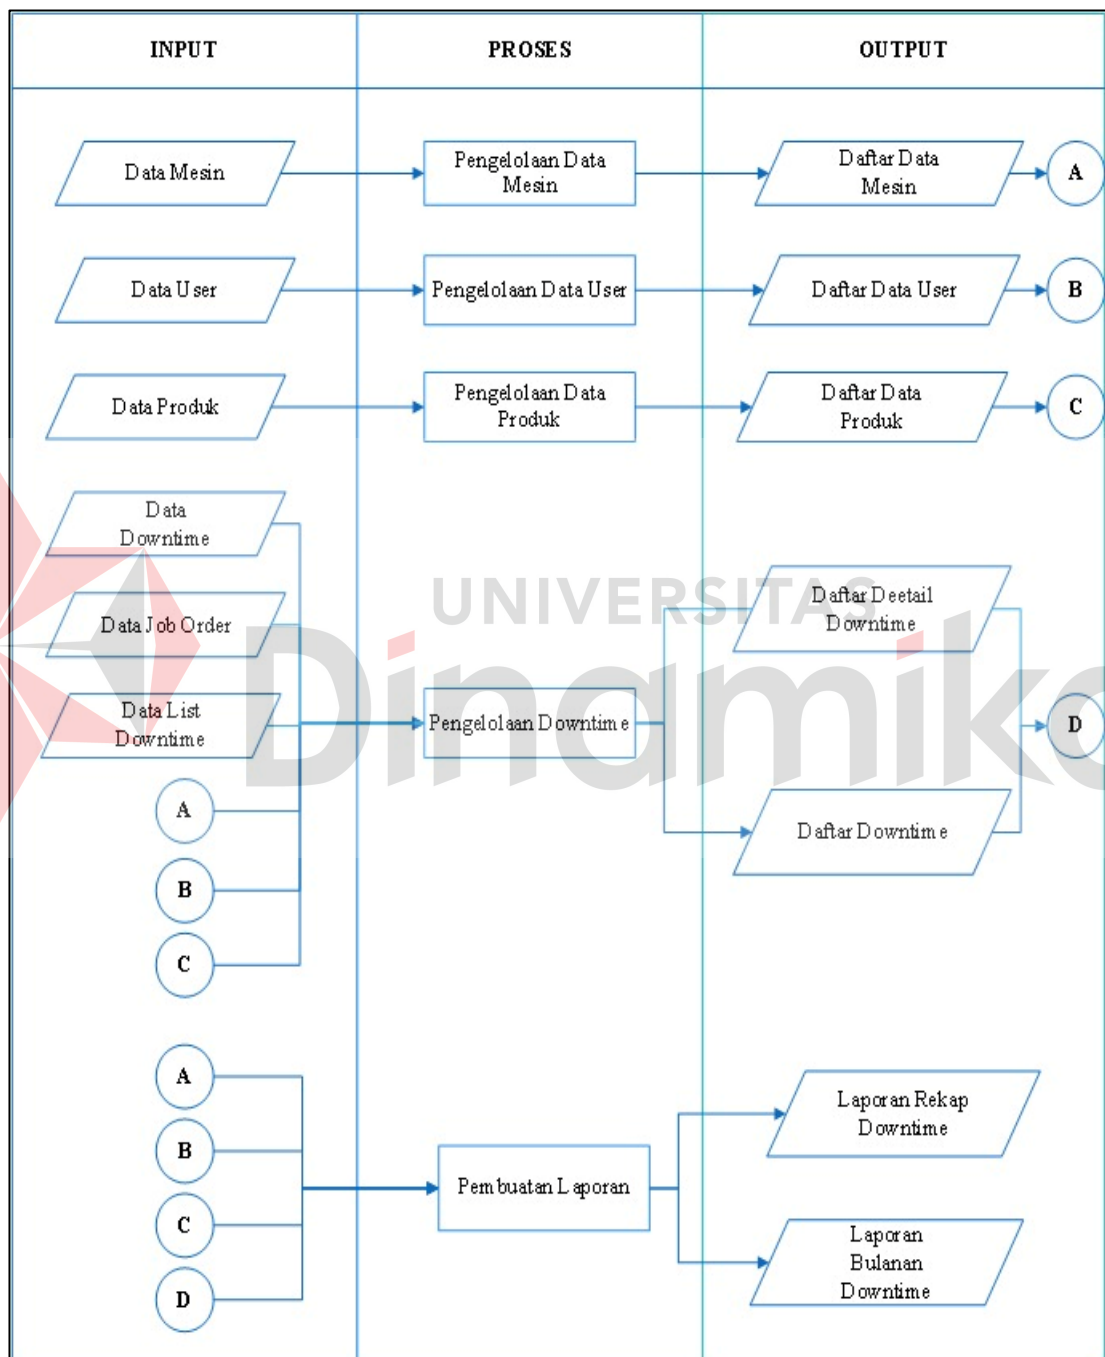 INPUT
PROSES
OUTPUT
Data Mesin
Pengelolaan Data
Mesin
Daftar Data
Mesin
A
Data User
Pengelolaan Data User
Daftar Data User
B
Data Produk
Pengelolaan Data
Produk
Daftar Data
Produk
C
Data
Downtime
Data Job Order
Data List
Downtime
A
B
C
Pengelolaan Downtime
Daftar Deetail
Downtime
Daftar Downtime
D
A
B
C
D
Pembuatan Laporan
Laporan Rekap
Downtime
Laporan
Bulanan
Downtime
UNIVERSITAS
Dinamika